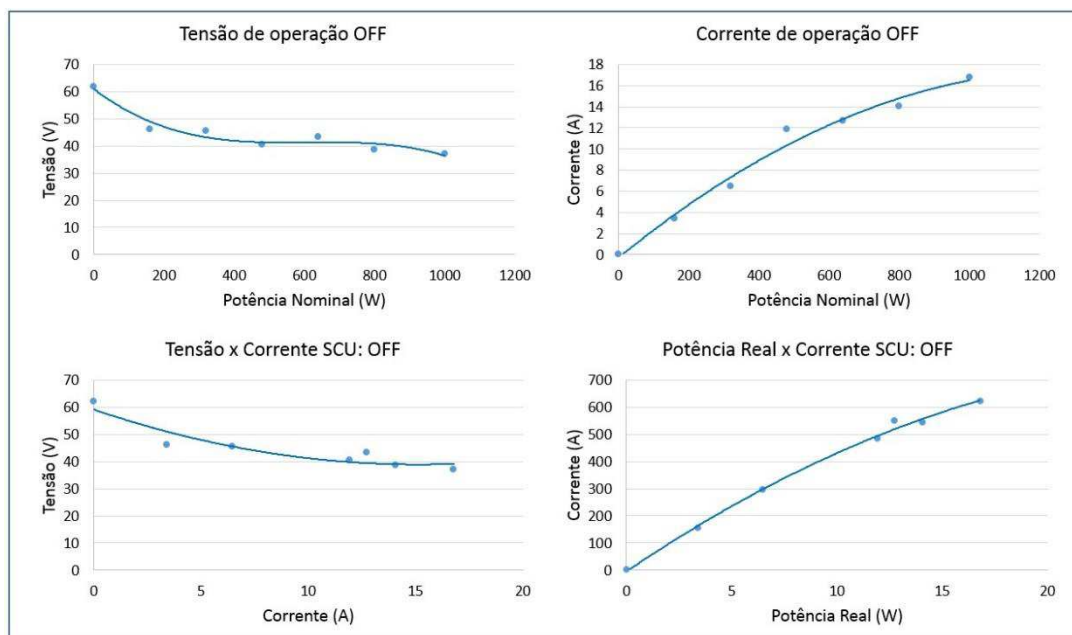 Tensão de operação OFF
70
60
50
40
30
20
10
0
Tensão (V)
0 200 400 600 800 1000 1200
Potência Nominal (W)
Corrente de operação OFF
18
16
14
12
10
8
6
4
2
0
Corrente (A)
0 200 400 600 800 1000 1200
Potência Nominal (W)
Tensão x Corrente SCU: OFF
70
60
50
40
30
20
10
0
Tensão (V)
0 5 10 15 20
Corrente (A)
Potência Real x Corrente SCU: OFF
700
600
500
400
300
200
100
0
Corrente (A)
0 5 10 15 20
Potência Real (W)